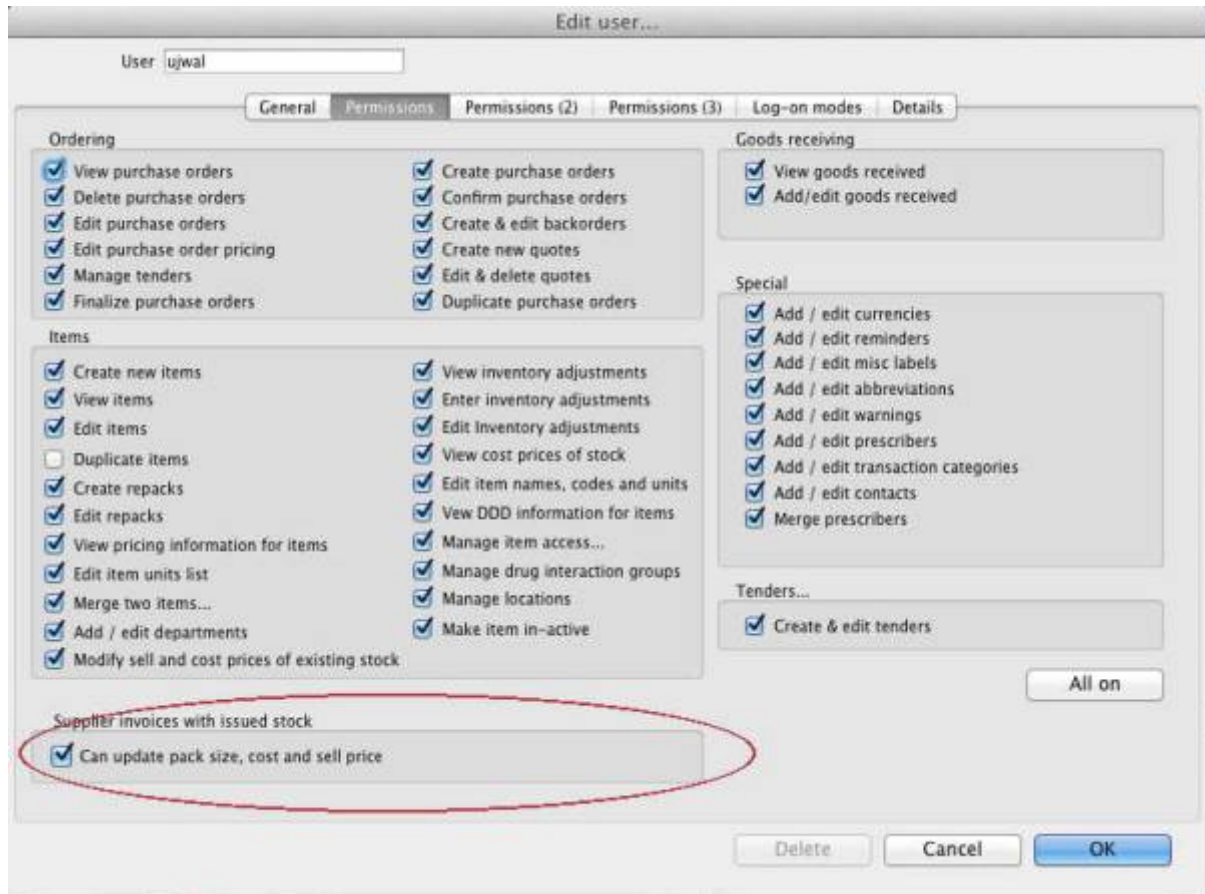 Edit user...
User ujwal
General Permissions Permissions (2) Permissions (3) Log-on modes Details
Ordering
View purchase orders
Delete purchase orders
Edit purchase orders
Edit purchase order pricing
Manage tenders
Finalize purchase orders
Create purchase orders
Confirm purchase orders
Create & edit backorders
Create new quotes
Edit & delete quotes
Duplicate purchase orders
Items
Create new items
View items
Edit items
Duplicate items
Create repacks
Edit repacks
View pricing information for items
Edit item units list
Merge two items...
Add / edit departments
Modify sell and cost prices of existing stock
View inventory adjustments
Enter inventory adjustments
Edit Inventory adjustments
View cost prices of stock
Edit item names, codes and units
Vew DDD information for items
Manage item access...
Manage drug interaction groups
Manage locations
Make item in-active
Supplier invoices with issued stock
Can update pack size, cost and sell price
Goods receiving
View goods received
Add/edit goods received
Special
Add / edit currencies
Add / edit reminders
Add / edit misc labels
Add / edit abbreviations
Add / edit warnings
Add / edit prescribers
Add / edit transaction categories
Add / edit contacts
Merge prescribers
Tenders...
Create & edit tenders
All on
Delete Cancel OK